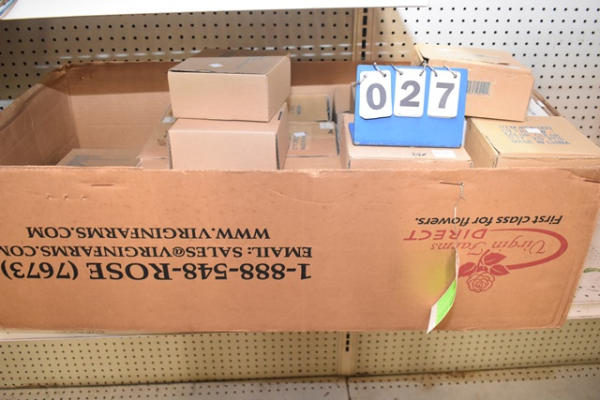 027
First class for flowers.
DIRECT
Virgin Farms
1-888-548-ROSE (7673)
EMAIL: SALES@VIRGINFARMS.COM
WWW.VIRGINFARMS.COM